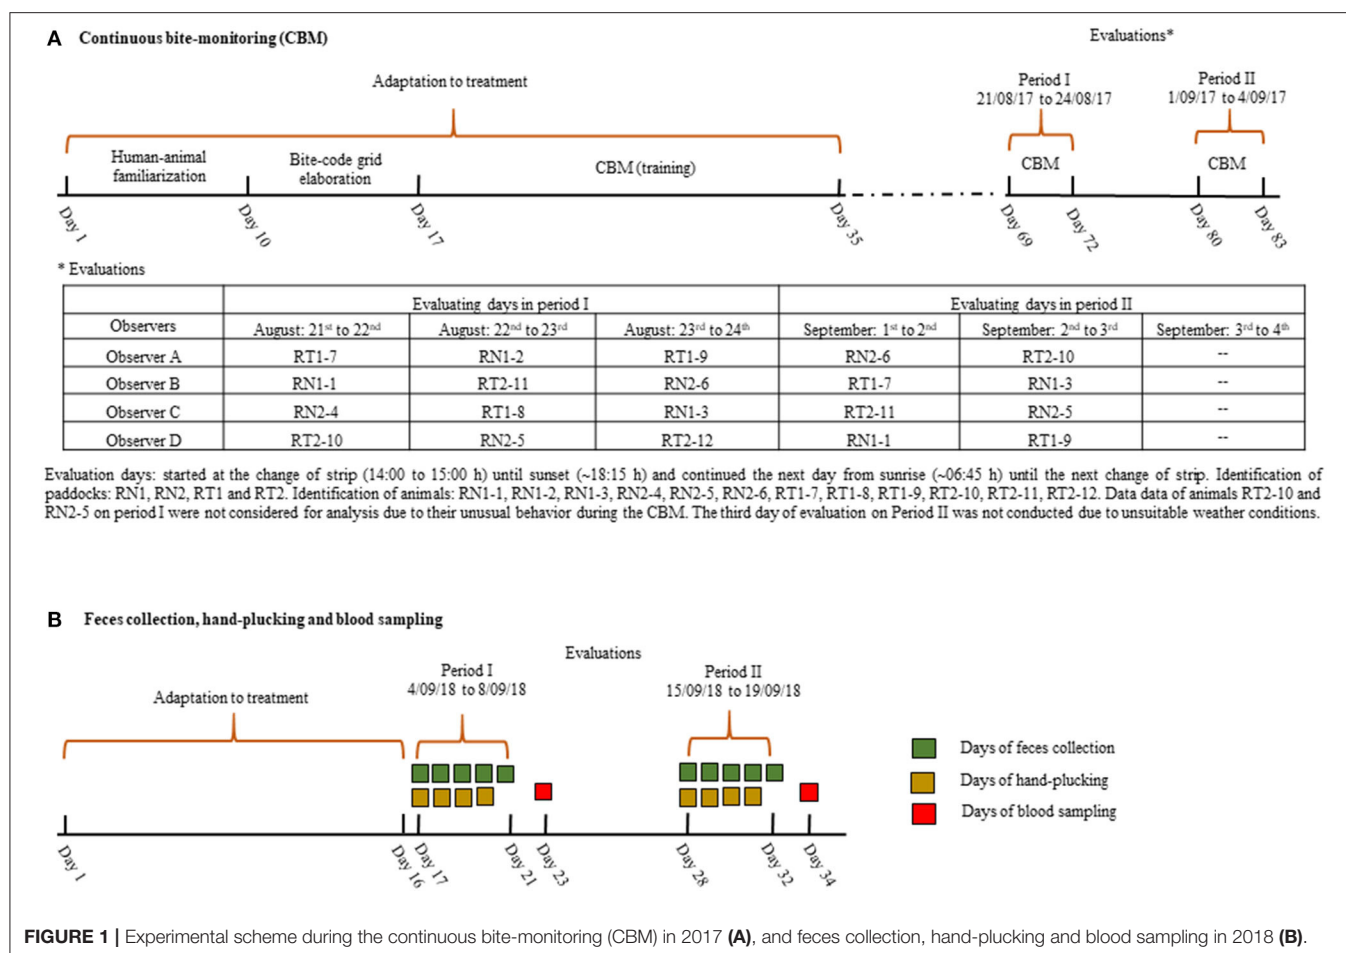 A Continuous bite-monitoring (CBM)
Evaluations*
Adaptation to treatment
Period I
21/08/17 to 24/08/17
Period II
1/09/17 to 4/09/17
Human-animal
familiarization
Bite-code grid
elaboration
CBM (training)
CBM
CBM
Day 1
Day 10
Day 17
Day 35
Day 69
Day 72
Day 80
Day 83
* Evaluations
Evaluating days in period I
Evaluating days in period II
Observers August: 21st to 22nd August: 22nd to 23rd August: 23rd to 24th September: 1st to 2nd September: 2nd to 3rd September: 3rd to 4th
Observer A RT1-7 RN1-2 RT1-9 RN2-6 RT2-10 --
Observer B RN1-1 RT2-11 RN2-6 RT1-7 RN1-3 --
Observer C RN2-4 RT1-8 RN1-3 RT2-11 RN2-5 --
Observer D RT2-10 RN2-5 RT2-12 RN1-1 RT1-9 --
Evaluation days: started at the change of strip (14:00 to 15:00 h) until sunset (~18:15 h) and continued the next day from sunrise (~06:45 h) until the next change of strip. Identification of
paddocks: RN1, RN2, RT1 and RT2. Identification of animals: RN1-1, RN1-2, RN1-3, RN2-4, RN2-5, RN2-6, RT1-7, RT1-8, RT1-9, RT2-10, RT2-11, RT2-12. Data data of animals RT2-10 and
RN2-5 on period I were not considered for analysis due to their unusual behavior during the CBM. The third day of evaluation on Period II was not conducted due to unsuitable weather conditions.
B Feces collection, hand-plucking and blood sampling
Evaluations
Period I
4/09/18 to 8/09/18
Period II
15/09/18 to 19/09/18
Adaptation to treatment
Days of feces collection
Days of hand-plucking
Days of blood sampling
Day 1
Day 16
Day 17
Day 21
Day 23
Day 28
Day 32
Day 34
FIGURE 1 | Experimental scheme during the continuous bite-monitoring (CBM) in 2017 (A), and feces collection, hand-plucking and blood sampling in 2018 (B).